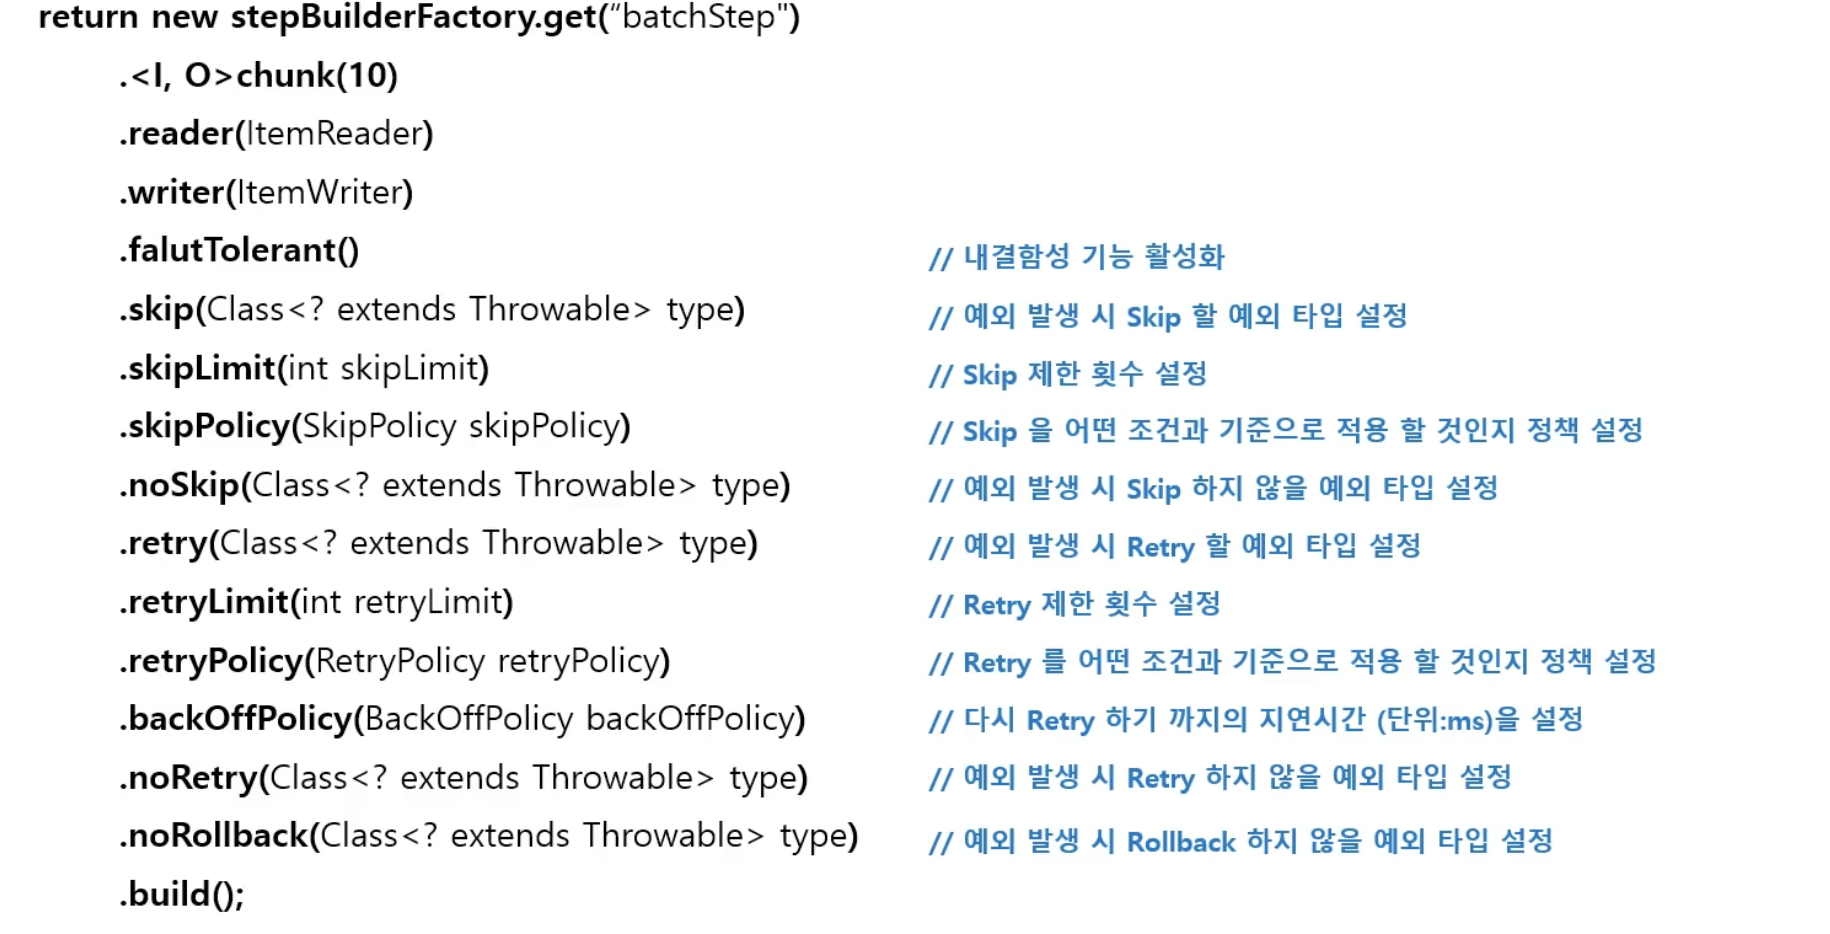 return new stepBuilderFactory.get(“batchStep")
.<I, O>chunk(10)
.reader(ItemReader)
.writer(ItemWriter)
.falutTolerant() // 내결함성 기능 활성화
.skip(Class<? extends Throwable> type) // 예외 발생 시 Skip 할 예외 타입 설정
.skipLimit(int skipLimit) // Skip 제한 횟수 설정
.skipPolicy(SkipPolicy skipPolicy) // Skip 을 어떤 조건과 기준으로 적용 할 것인지 정책 설정
.noSkip(Class<? extends Throwable> type) // 예외 발생 시 Skip 하지 않을 예외 타입 설정
.retry(Class<? extends Throwable> type) // 예외 발생 시 Retry 할 예외 타입 설정
.retryLimit(int retryLimit) // Retry 제한 횟수 설정
.retryPolicy(RetryPolicy retryPolicy) // Retry 를 어떤 조건과 기준으로 적용 할 것인지 정책 설정
.backOffPolicy(BackOffPolicy backOffPolicy) // 다시 Retry 하기 까지의 지연시간 (단위:ms)을 설정
.noRetry(Class<? extends Throwable> type) // 예외 발생 시 Retry 하지 않을 예외 타입 설정
.noRollback(Class<? extends Throwable> type) // 예외 발생 시 Rollback 하지 않을 예외 타입 설정
.build();